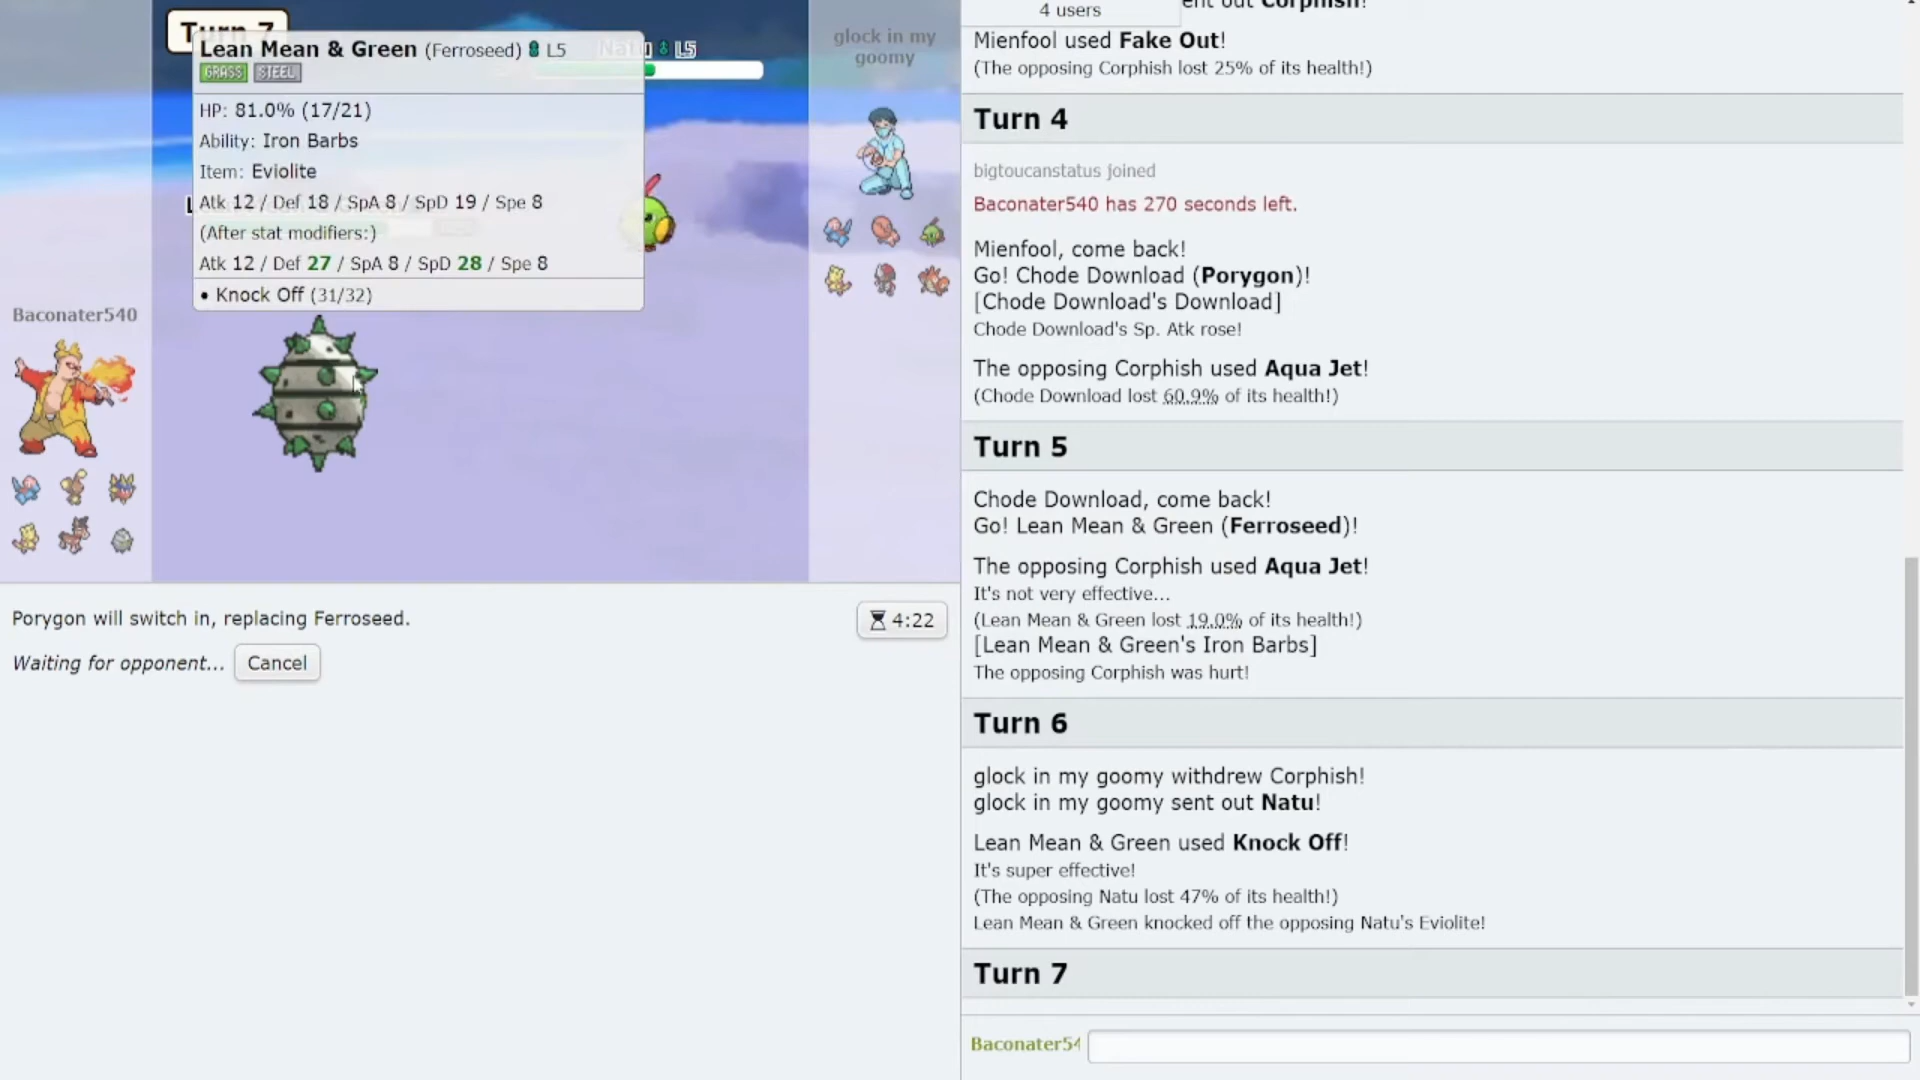 Turn 7
Lean Mean & Green (Ferroseed) L5
GRASS STEEL
HP: 81.0% (17/21)
Ability: Iron Barbs
Item: Eviolite
Atk 12 / Def 18 / SpA 8 / SpD 19 / Spe 8
(After stat modifiers:)
Atk 12 / Def 27 / SpA 8 / SpD 28 / Spe 8
• Knock Off (31/32)
Natu L5
glock in my
goomy
Baconater540
Porygon will switch in, replacing Ferroseed.
4:22
Waiting for opponent... Cancel
4 users
Mienfool used Fake Out!
(The opposing Corphish lost 25% of its health!)
Turn 4
bigtoucanstatus joined
Baconater540 has 270 seconds left.
Mienfool, come back!
Go! Chode Download (Porygon)!
[Chode Download's Download]
Chode Download's Sp. Atk rose!
The opposing Corphish used Aqua Jet!
(Chode Download lost 60.9% of its health!)
Turn 5
Chode Download, come back!
Go! Lean Mean & Green (Ferroseed)!
The opposing Corphish used Aqua Jet!
It's not very effective...
(Lean Mean & Green lost 19.0% of its health!)
[Lean Mean & Green's Iron Barbs]
The opposing Corphish was hurt!
Turn 6
glock in my goomy withdrew Corphish!
glock in my goomy sent out Natu!
Lean Mean & Green used Knock Off!
It's super effective!
(The opposing Natu lost 47% of its health!)
Lean Mean & Green knocked off the opposing Natu's Eviolite!
Turn 7
Baconater54